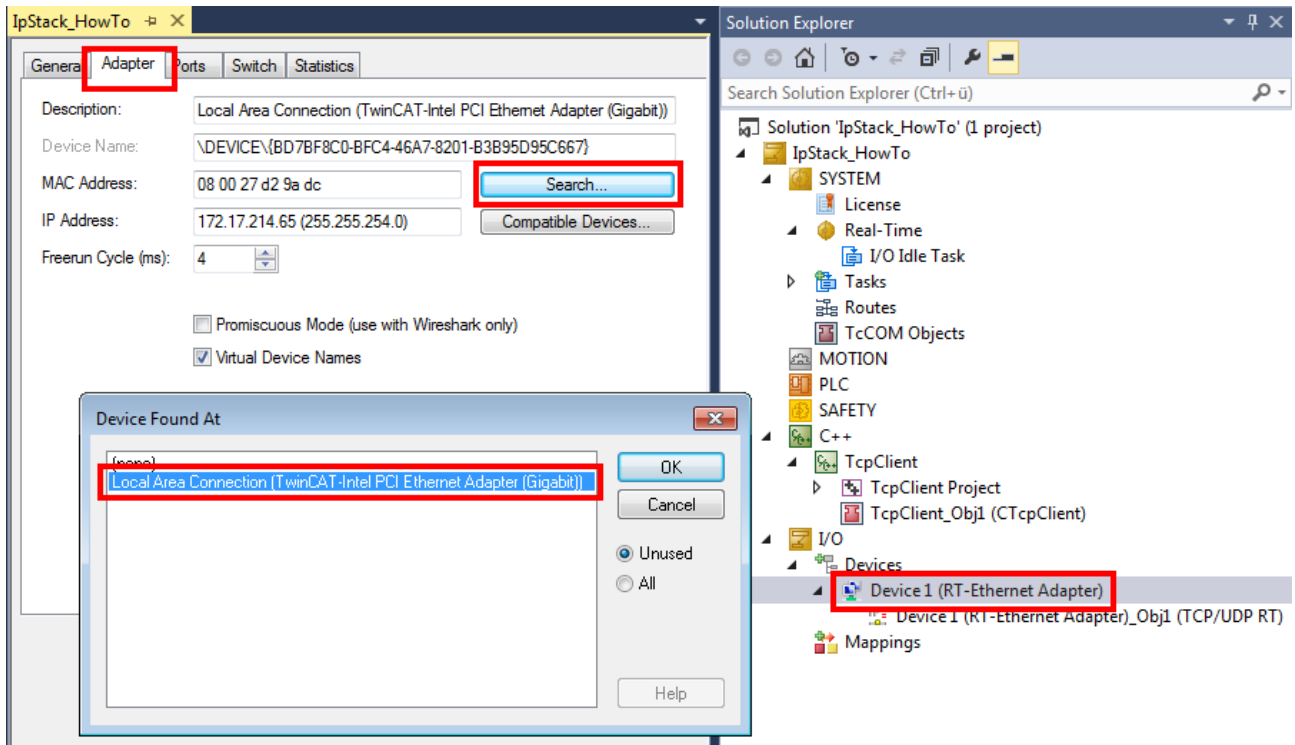 IpStack_HowTo
General
Adapter
Ports
Switch
Statistics
Description:
Local Area Connection (TwinCAT-Intel PCI Ethernet Adapter (Gigabit))
Device Name:
\DEVICE\{BD7BF8C0-BFC4-46A7-8201-B3B95D95C667}
MAC Address:
08 00 27 d2 9a dc
Search...
IP Address:
172.17.214.65 (255.255.254.0)
Compatible Devices...
Freerun Cycle (ms):
4
Promiscuous Mode (use with Wireshark only)
Virtual Device Names
Device Found At
(none)
Local Area Connection (TwinCAT-Intel PCI Ethernet Adapter (Gigabit))
OK
Cancel
Unused
All
Help
Solution Explorer
Search Solution Explorer (Ctrl+ü)
Solution 'IpStack_HowTo' (1 project)
IpStack_HowTo
SYSTEM
License
Real-Time
I/O Idle Task
Tasks
Routes
TcCOM Objects
MOTION
PLC
SAFETY
C++
TcpClient
TcpClient Project
TcpClient_Obj1 (CTcpClient)
I/O
Devices
Device 1 (RT-Ethernet Adapter)
Device 1 (RT-Ethernet Adapter)_Obj1 (TCP/UDP RT)
Mappings